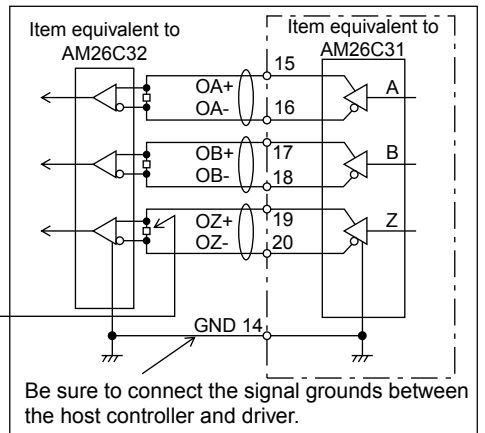 Item equivalent to
AM26C32
Item equivalent to
AM26C31
15
OA+
A
OA-
16
OB+
17
B
OB-
18
OZ+
19
Z
OZ-
20
GND 14
Be sure to connect the signal grounds between
the host controller and driver.